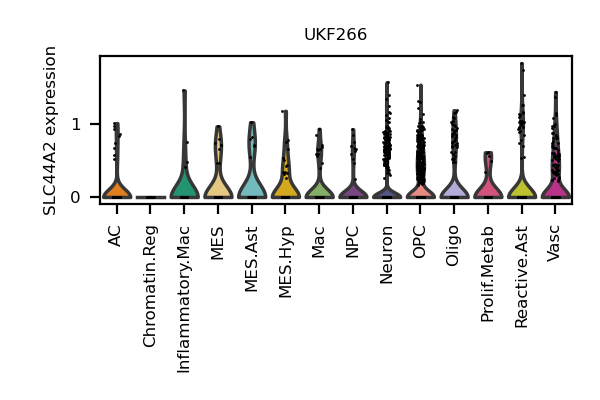 UKF266
SLC44A2 expression
1
0
AC
Chromatin.Reg
Inflammatory.Mac
MES
MES.Ast
MES.Hyp
Mac
NPC
Neuron
OPC
Oligo
Prolif.Metab
Reactive.Ast
Vasc